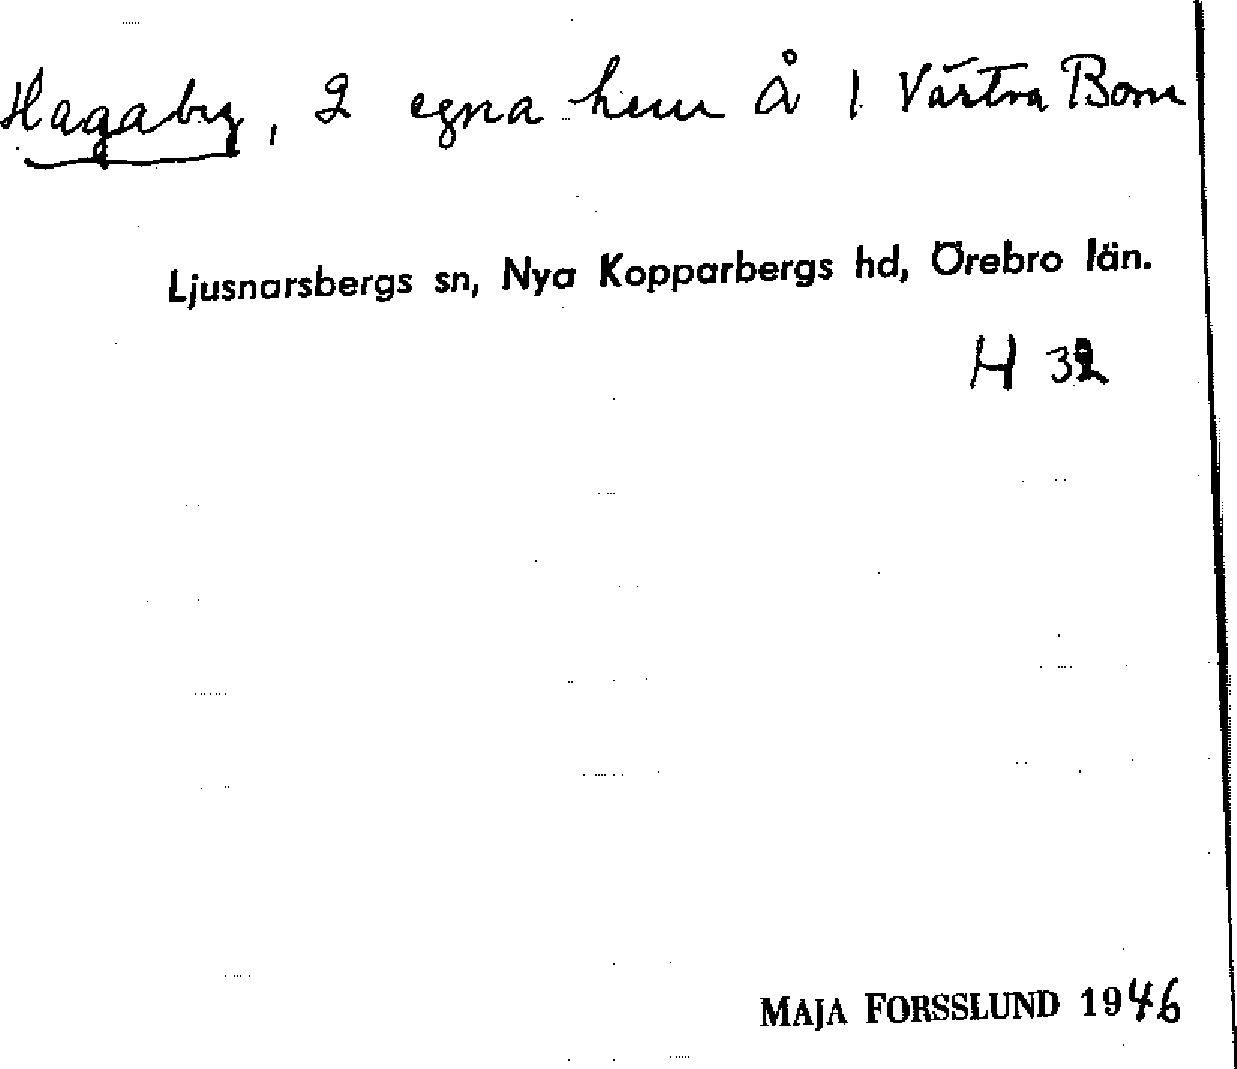 Hagaby, 2 egna hem å 1 Västra Born
Ljusnarsbergs sn, Nya Kopparbergs hd, Örebro län.
H 32
MAJA FORSSLUND 1946